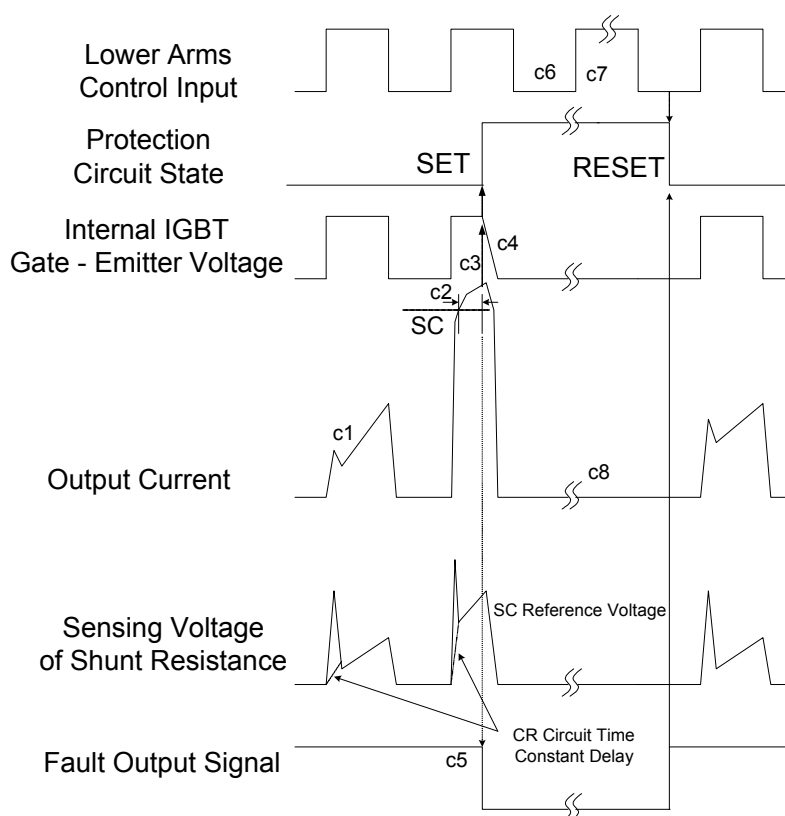 Lower Arms
Control Input
c6
c7
Protection
Circuit State
SET
RESET
Internal IGBT
Gate - Emitter Voltage
c4
c3
c2
SC
c1
Output Current
c8
SC Reference Voltage
Sensing Voltage
of Shunt Resistance
CR Circuit Time
Constant Delay
Fault Output Signal
c5